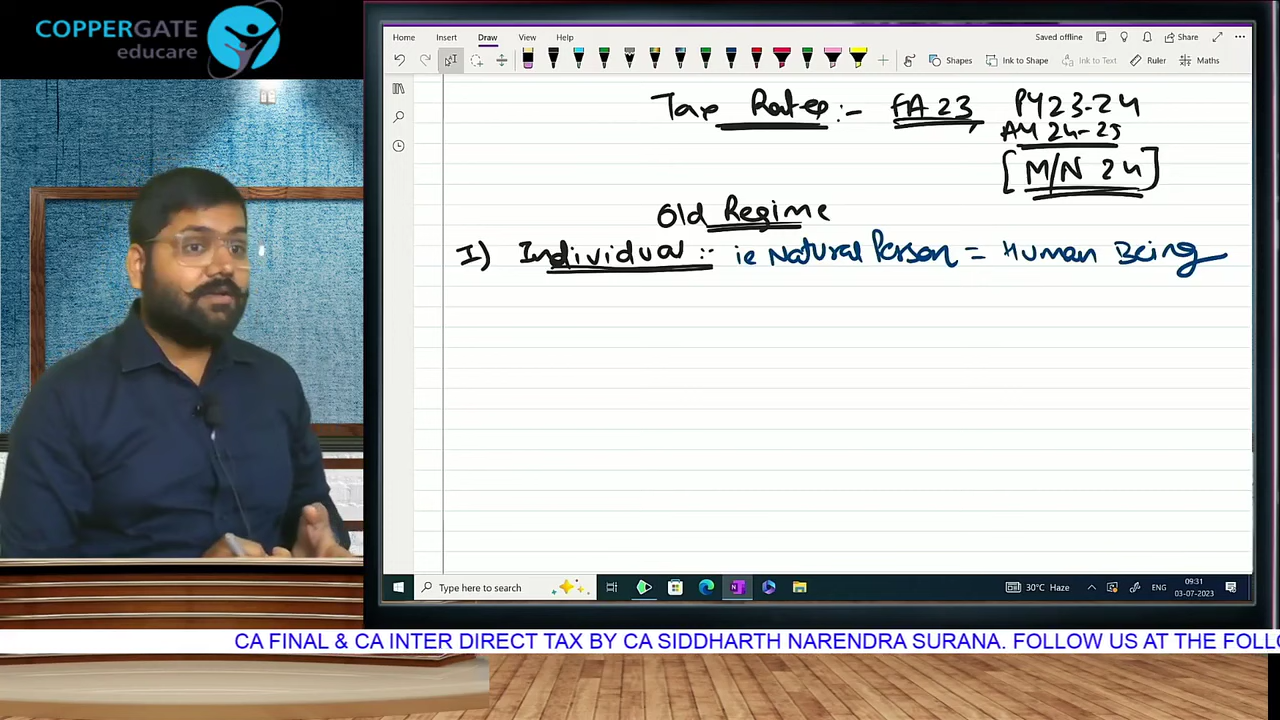 COPPERGATE
educare
Home Insert Draw View Help
Saved offline Share
Shapes Ink to Shape Ink to Text Ruler Maths
Tax Rates :- FA 23 PY 23-24
AY 24-25
[M/N 24]
Old Regime
I) Individual :- ie Natural Person = Human Being
Type here to search
30°C Haze ENG 09:31
03-07-2023
CA FINAL & CA INTER DIRECT TAX BY CA SIDDHARTH NARENDRA SURANA. FOLLOW US AT THE FOLLO